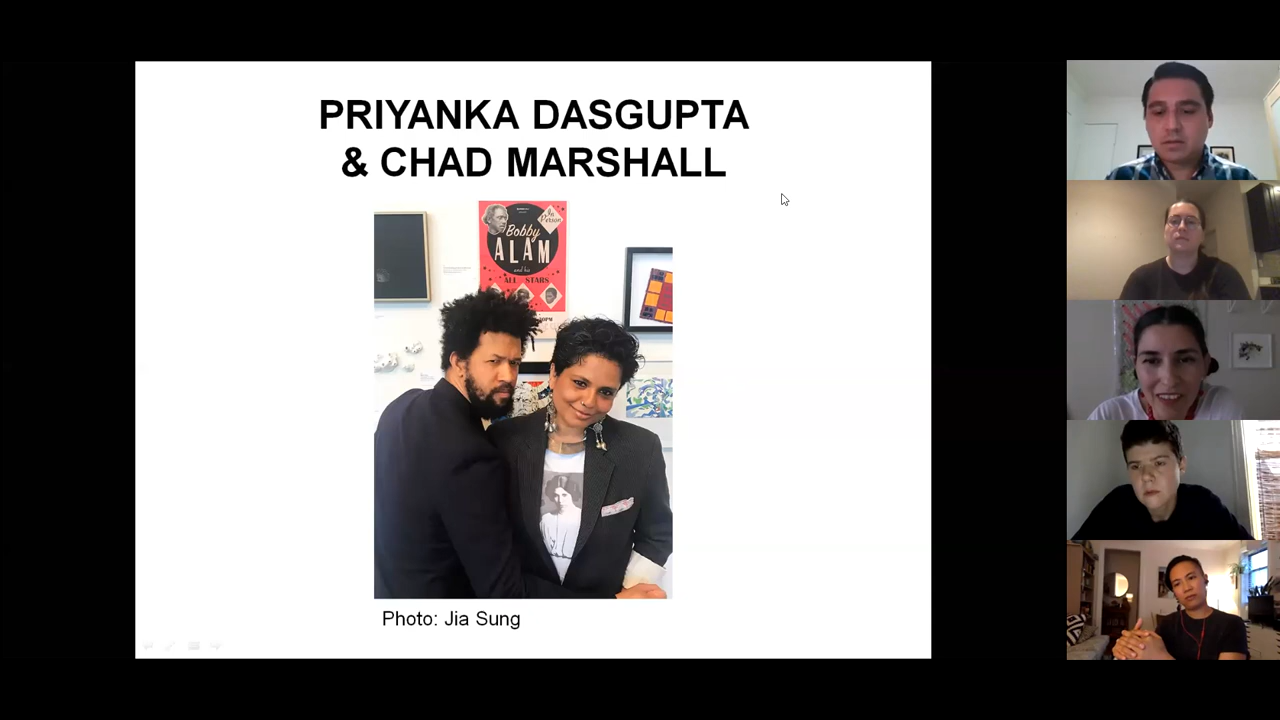 PRIYANKA DASGUPTA
& CHAD MARSHALL
In
Person
Bobby
ALAM
and his
ALL STARS
Photo: Jia Sung